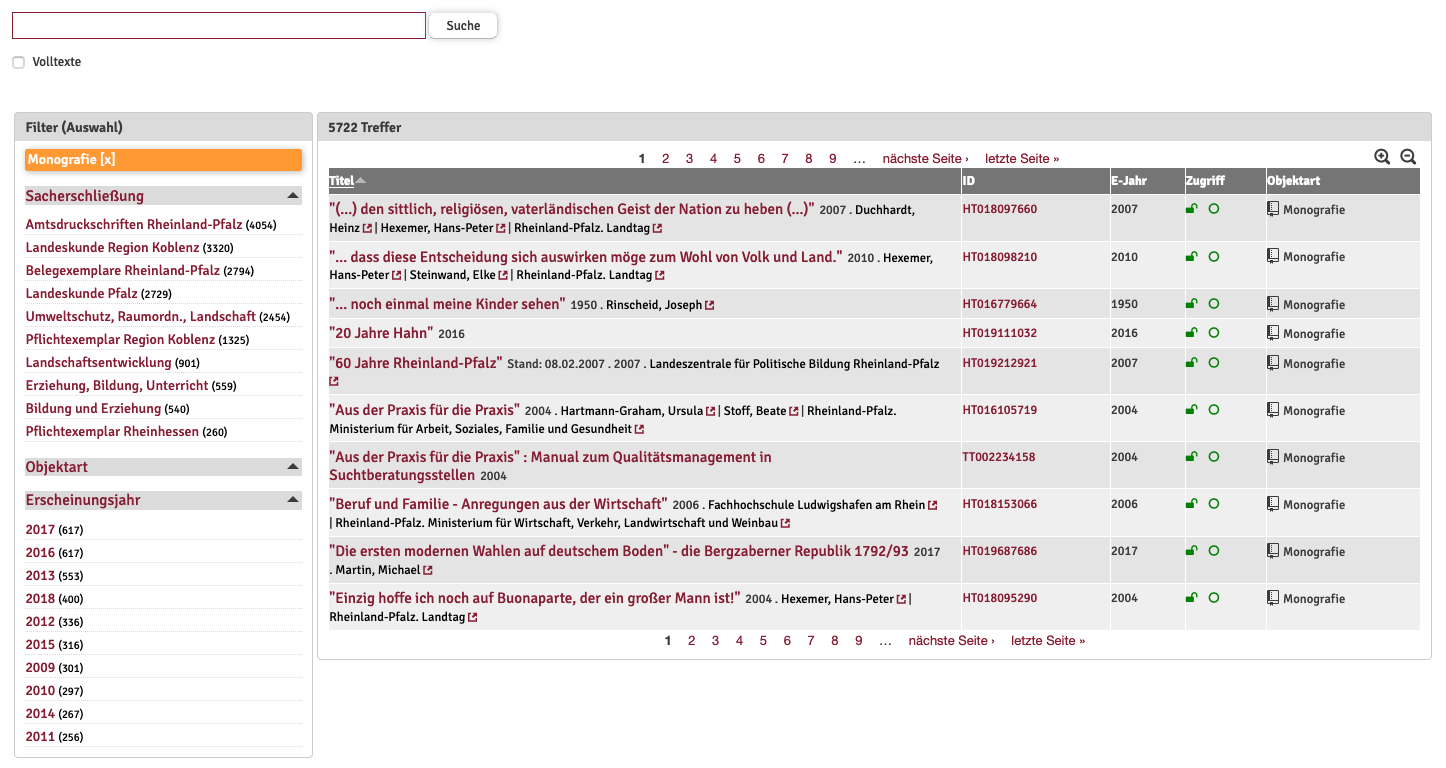 Suche
Volltexte
Filter (Auswahl)
Monografie [x]
Sacherschließung
Amtsdruckschriften Rheinland-Pfalz (4054)
Landeskunde Region Koblenz (3320)
Belegexemplare Rheinland-Pfalz (2794)
Landeskunde Pfalz (2729)
Umweltschutz, Raumordn., Landschaft (2454)
Pflichtexemplar Region Koblenz (1325)
Landschaftsentwicklung (901)
Erziehung, Bildung, Unterricht (559)
Bildung und Erziehung (540)
Pflichtexemplar Rheinhessen (260)
Objektart
Erscheinungsjahr
2017 (617)
2016 (617)
2013 (553)
2018 (400)
2012 (336)
2015 (316)
2009 (301)
2010 (297)
2014 (267)
2011 (256)
5722 Treffer
1 2 3 4 5 6 7 8 9 … nächste Seite › letzte Seite »
Titel ID E-Jahr Zugriff Objektart
"(...) den sittlich, religiösen, vaterländischen Geist der Nation zu heben (...)" 2007 . Duchhardt, HT018097660 2007 Monografie
Heinz | Hexemer, Hans-Peter | Rheinland-Pfalz. Landtag
"... dass diese Entscheidung sich auswirken möge zum Wohl von Volk und Land." 2010 . Hexemer, HT018098210 2010 Monografie
Hans-Peter | Steinwand, Elke | Rheinland-Pfalz. Landtag
"... noch einmal meine Kinder sehen" 1950 . Rinscheid, Joseph HT016779664 1950 Monografie
"20 Jahre Hahn" 2016 HT019111032 2016 Monografie
"60 Jahre Rheinland-Pfalz" Stand: 08.02.2007 . 2007 . Landeszentrale für Politische Bildung Rheinland-Pfalz HT019212921 2007 Monografie
"Aus der Praxis für die Praxis" 2004 . Hartmann-Graham, Ursula | Stoff, Beate | Rheinland-Pfalz. HT016105719 2004 Monografie
Ministerium für Arbeit, Soziales, Familie und Gesundheit
"Aus der Praxis für die Praxis" : Manual zum Qualitätsmanagement in TT002234158 2004 Monografie
Suchtberatungsstellen 2004
"Beruf und Familie - Anregungen aus der Wirtschaft" 2006 . Fachhochschule Ludwigshafen am Rhein HT018153066 2006 Monografie
| Rheinland-Pfalz. Ministerium für Wirtschaft, Verkehr, Landwirtschaft und Weinbau
"Die ersten modernen Wahlen auf deutschem Boden" - die Bergzaberner Republik 1792/93 2017 HT019687686 2017 Monografie
. Martin, Michael
"Einzig hoffe ich noch auf Buonaparte, der ein großer Mann ist!" 2004 . Hexemer, Hans-Peter | HT018095290 2004 Monografie
Rheinland-Pfalz. Landtag
1 2 3 4 5 6 7 8 9 … nächste Seite › letzte Seite »